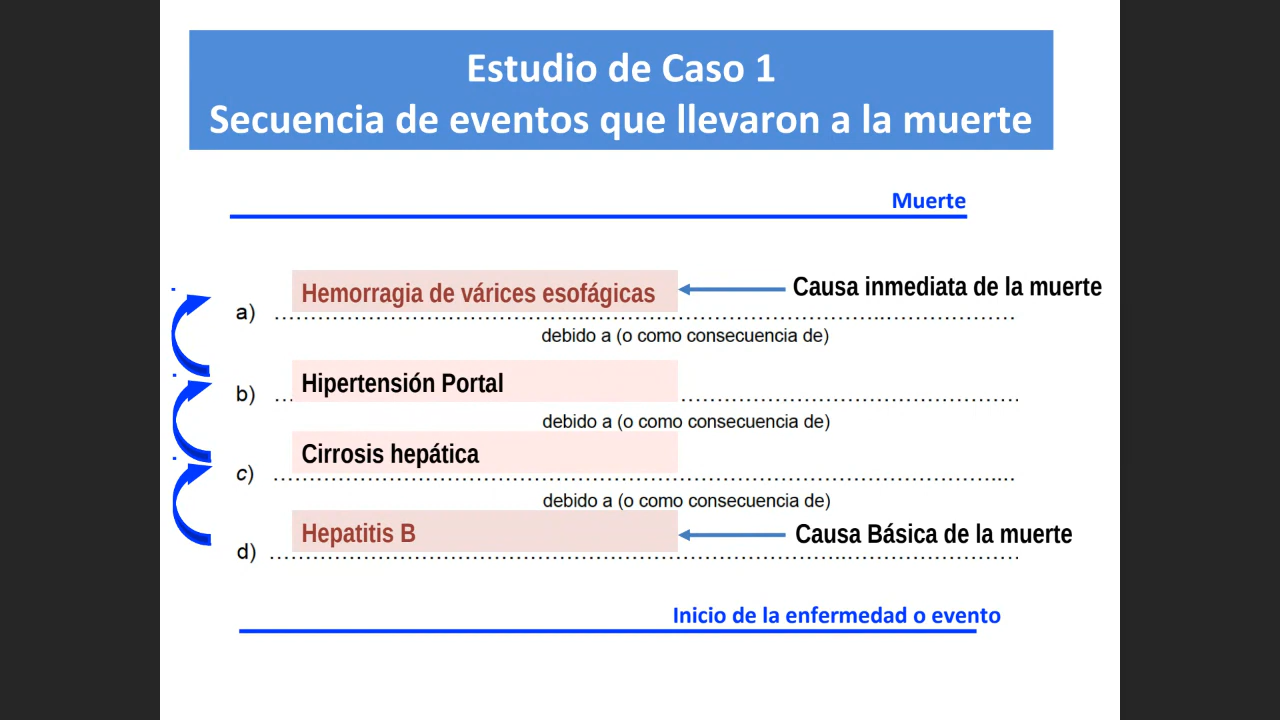 Estudio de Caso 1
Secuencia de eventos que llevaron a la muerte
Muerte
a) Hemorragia de várices esofágicas
Causa inmediata de la muerte
debido a (o como consecuencia de)
b) Hipertensión Portal
debido a (o como consecuencia de)
c) Cirrosis hepática
debido a (o como consecuencia de)
d) Hepatitis B
Causa Básica de la muerte
Inicio de la enfermedad o evento